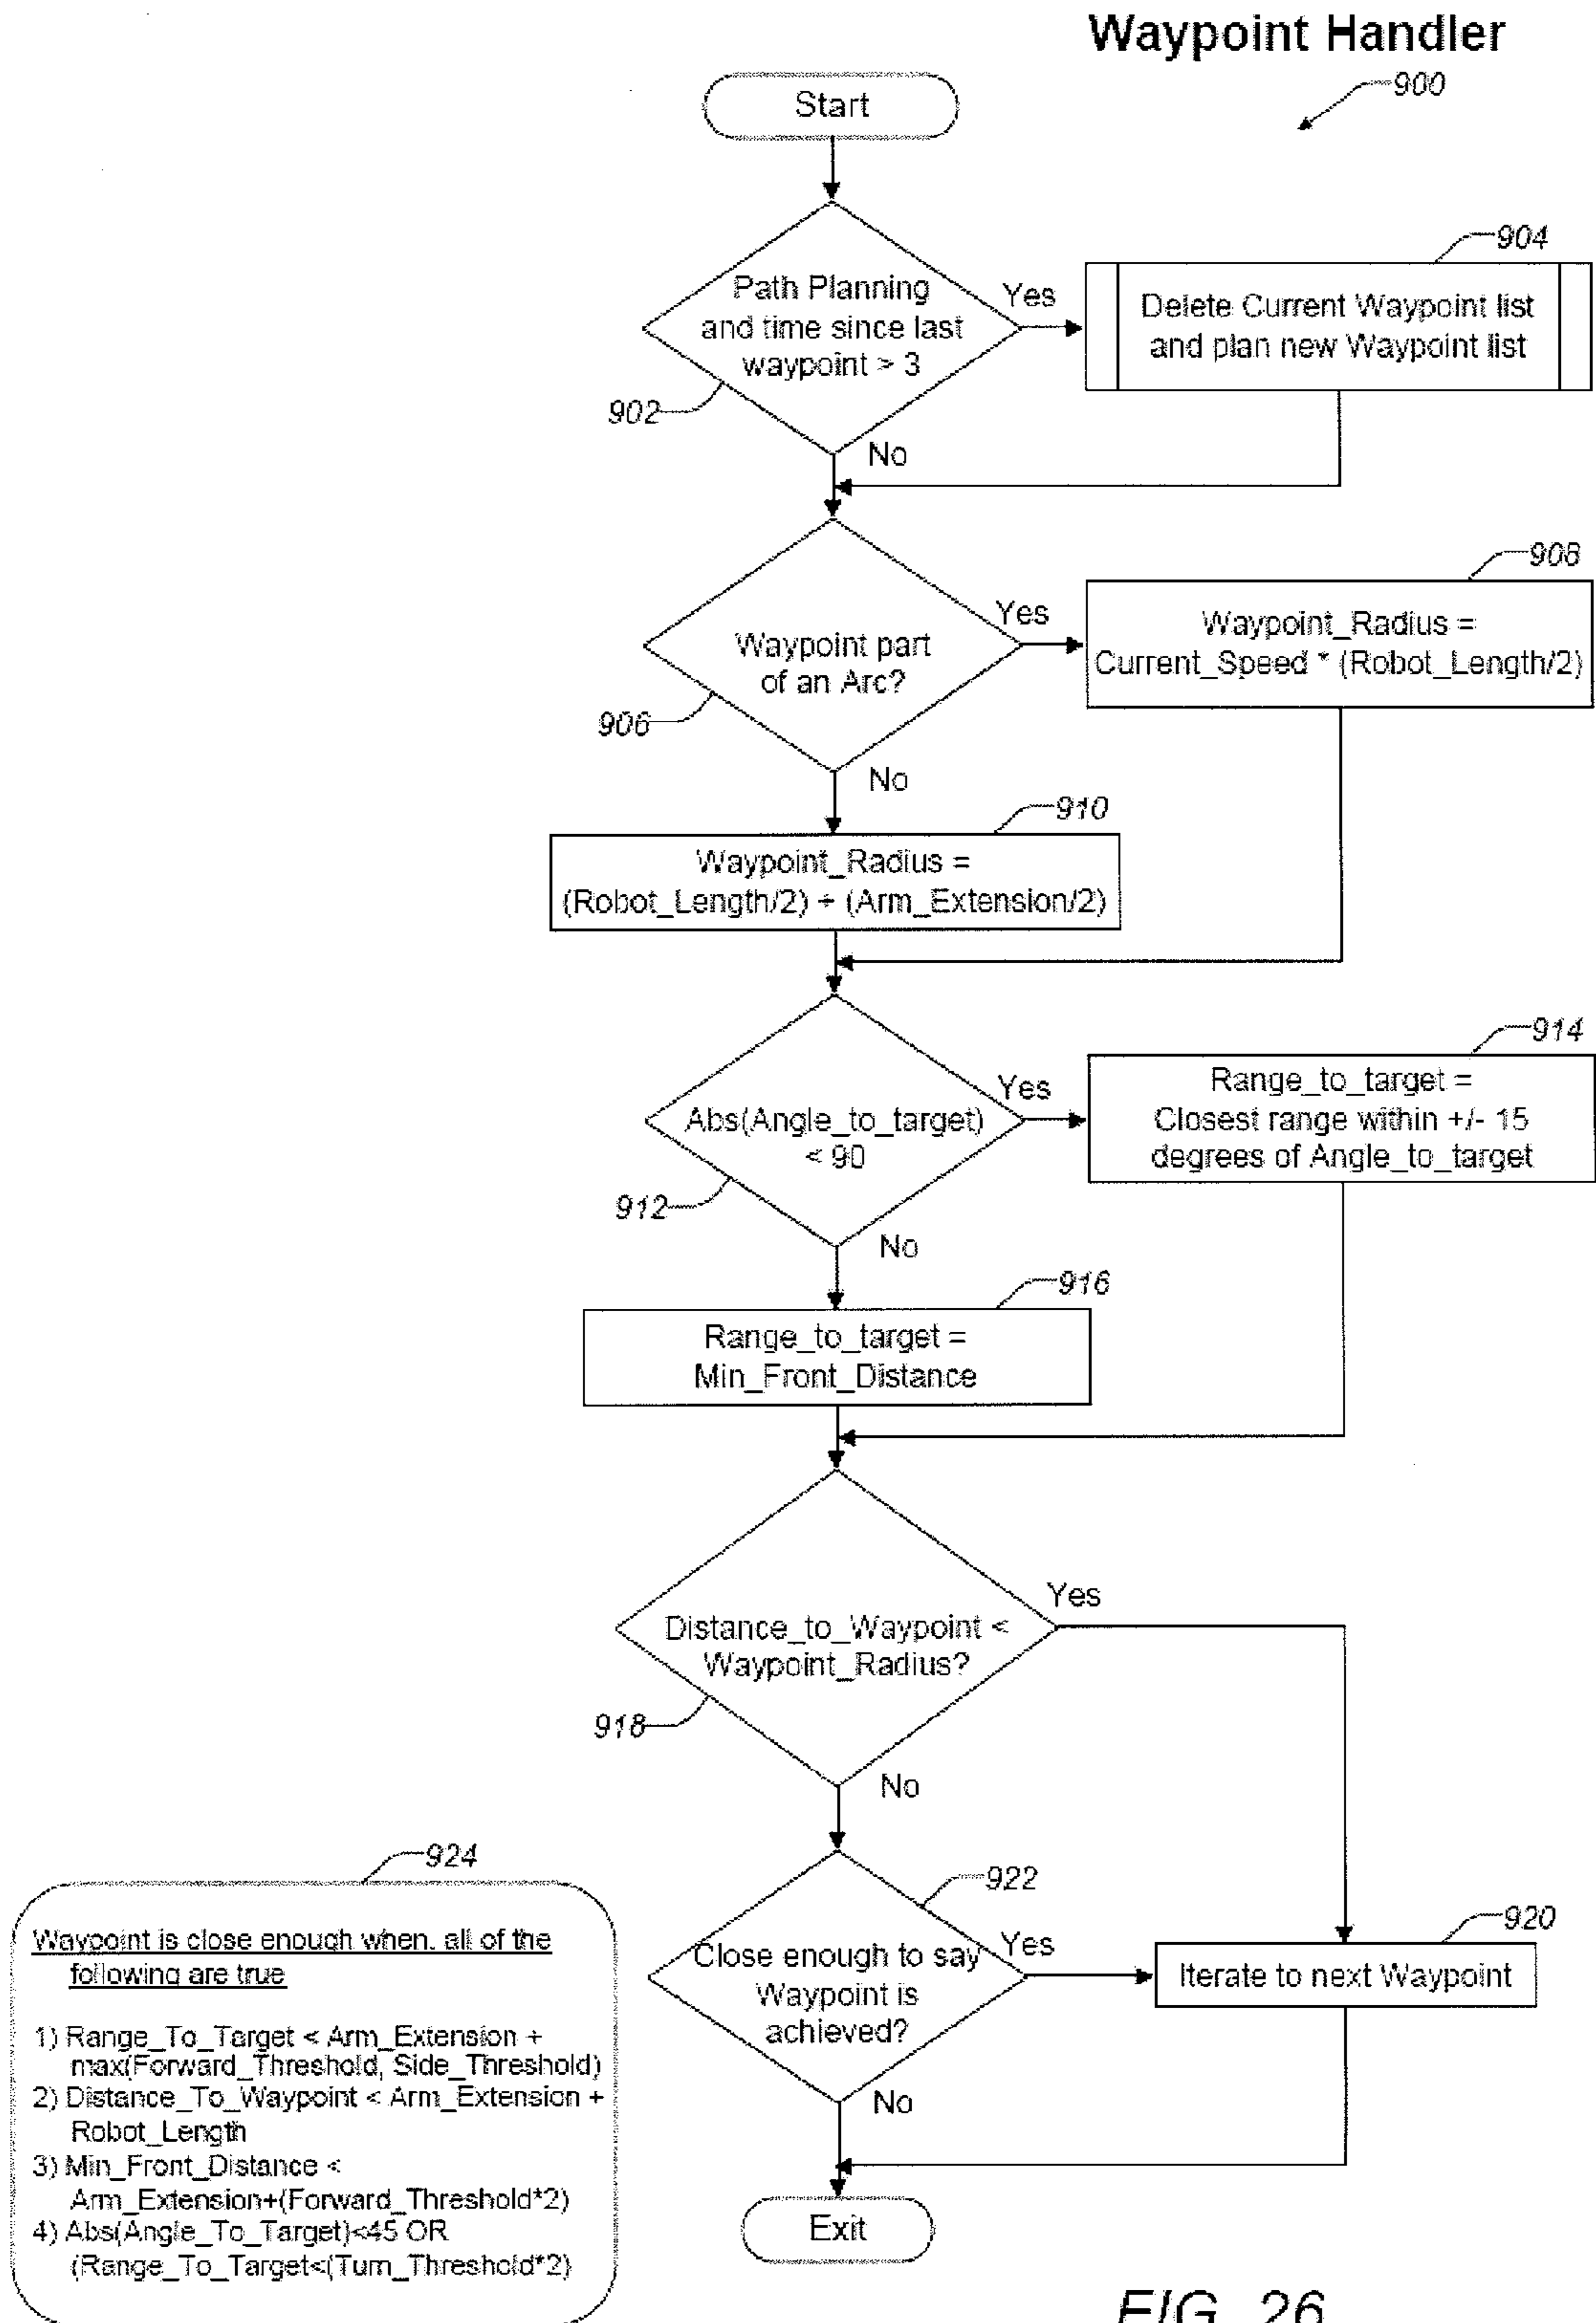 Waypoint Handler
900
Start
Path Planning
and time since last
waypoint > 3
902
Yes
904
Delete Current Waypoint list
and plan new Waypoint list
No
Waypoint part
of an Arc?
906
Yes
908
Waypoint_Radius =
Current_Speed * (Robot_Length/2)
No
910
Waypoint_Radius =
(Robot_Length/2) + (Arm_Extension/2)
Abs(Angle_to_target)
< 90
912
Yes
914
Range_to_target =
Closest range within +/- 15
degrees of Angle_to_target
No
916
Range_to_target =
Min_Front_Distance
Distance_to_Waypoint <
Waypoint_Radius?
918
Yes
No
922
Close enough to say
Waypoint is
achieved?
Yes
920
Iterate to next Waypoint
No
Exit
924
Waypoint is close enough when, all of the
following are true
1) Range_To_Target < Arm_Extension +
max(Forward_Threshold, Side_Threshold)
2) Distance_To_Waypoint < Arm_Extension +
Robot_Length
3) Min_Front_Distance <
Arm_Extension+(Forward_Threshold*2)
4) Abs(Angle_To_Target)<45 OR
(Range_To_Target<(Turn_Threshold*2)
FIG. 26